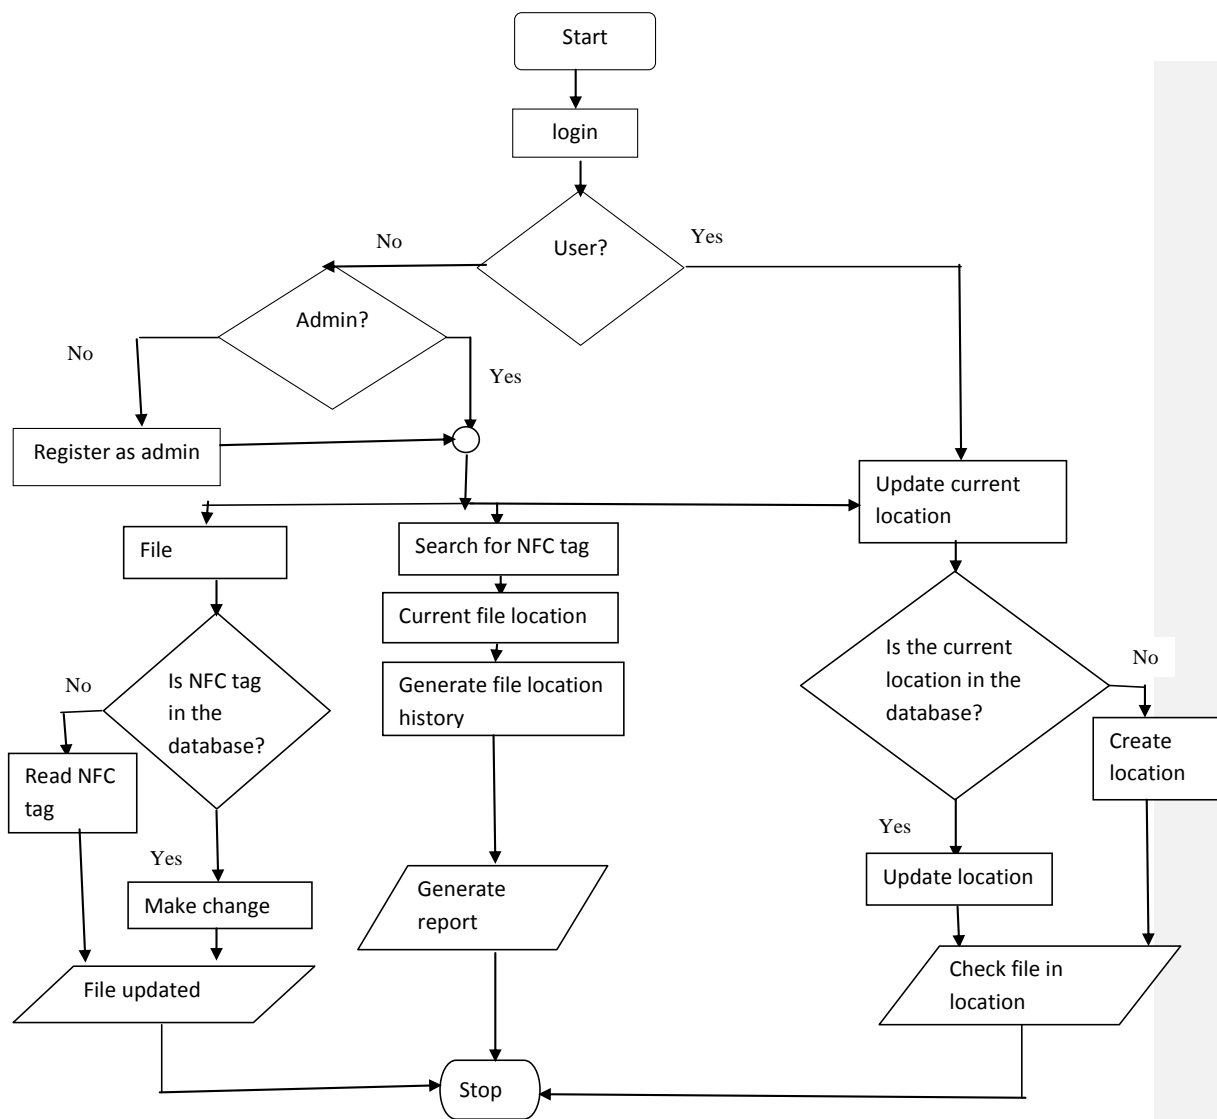 Start
login
User?
No
Yes
Admin?
No
Yes
Register as admin
Update current
location
File
Search for NFC tag
Current file location
Generate file location
history
Is NFC tag
in the
database?
No
Read NFC
tag
Yes
Make change
File updated
Generate
report
Is the current
location in the
database?
No
Create
location
Yes
Update location
Check file in
location
Stop